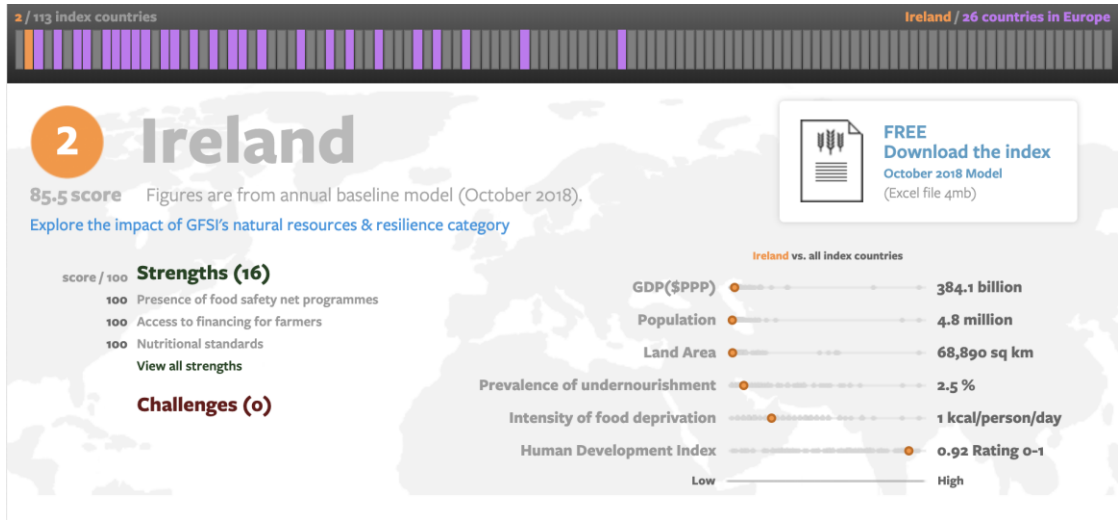 2 / 113 index countries
Ireland / 26 countries in Europe
2
Ireland
85.5 score Figures are from annual baseline model (October 2018).
Explore the impact of GFSI's natural resources & resilience category
FREE
Download the index
October 2018 Model
(Excel file 4mb)
score / 100 Strengths (16)
100 Presence of food safety net programmes
100 Access to financing for farmers
100 Nutritional standards
View all strengths
Challenges (0)
Ireland vs. all index countries
GDP($PPP) 384.1 billion
Population 4.8 million
Land Area 68,890 sq km
Prevalence of undernourishment 2.5 %
Intensity of food deprivation 1 kcal/person/day
Human Development Index 0.92 Rating 0-1
Low High